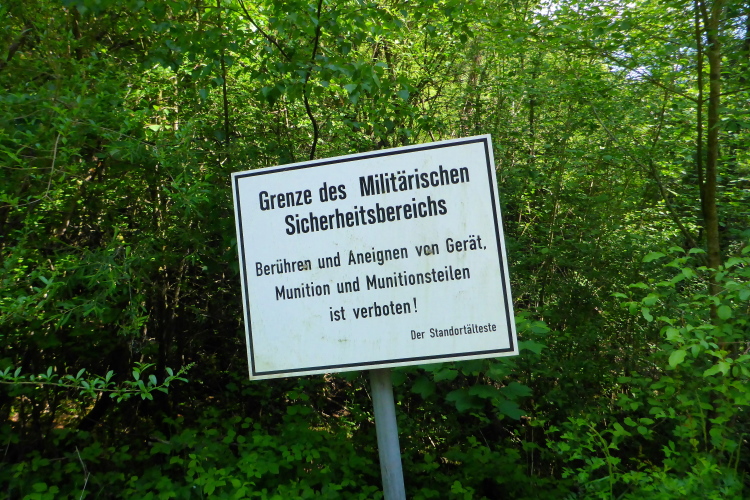 Grenze des Militärischen
Sicherheitsbereichs
Berühren und Aneignen von Gerät,
Munition und Munitionsteilen
ist verboten!
Der Standortälteste